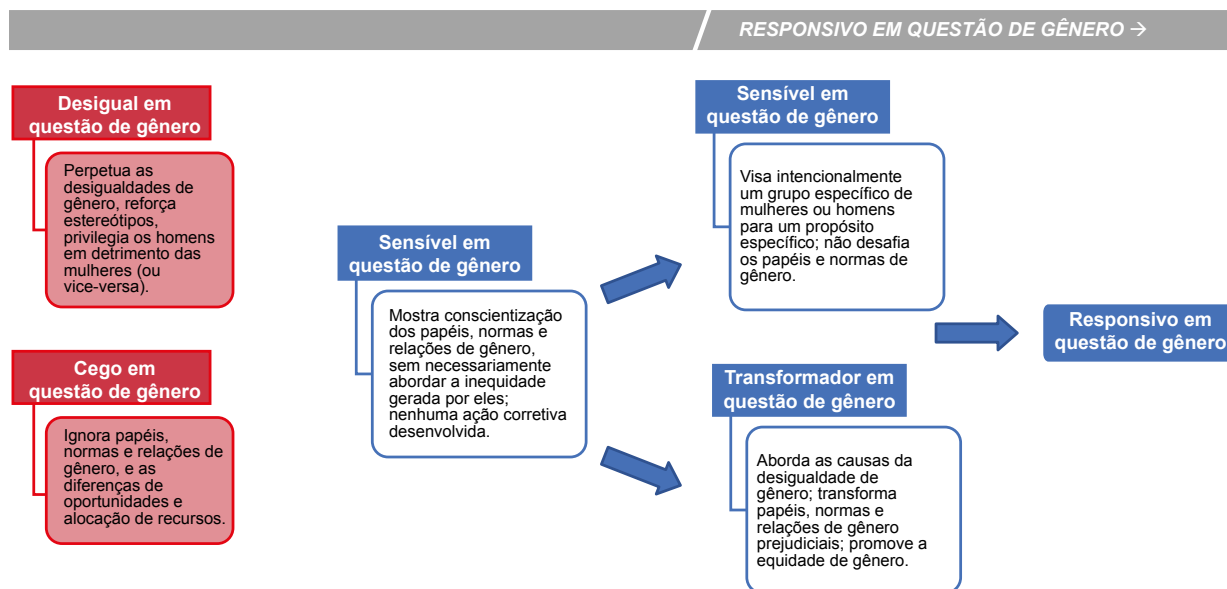 RESPONSIVO EM QUESTÃO DE GÊNERO →
Desigual em
questão de gênero
Perpetua as
desigualdades de
gênero, reforça
estereótipos,
privilegia os homens
em detrimento das
mulheres (ou
vice-versa).
Cego em
questão de gênero
Ignora papéis,
normas e relações de
gênero, e as
diferenças de
oportunidades e
alocação de recursos.
Sensível em
questão de gênero
Mostra conscientização
dos papéis, normas e
relações de gênero,
sem necessariamente
abordar a inequidade
gerada por eles;
nenhuma ação corretiva
desenvolvida.
Sensível em
questão de gênero
Visa intencionalmente
um grupo específico de
mulheres ou homens
para um propósito
específico; não desafia
os papéis e normas de
gênero.
Transformador em
questão de gênero
Aborda as causas da
desigualdade de
gênero; transforma
papéis, normas e
relações de gênero
prejudiciais; promove a
equidade de gênero.
Responsivo em
questão de gênero